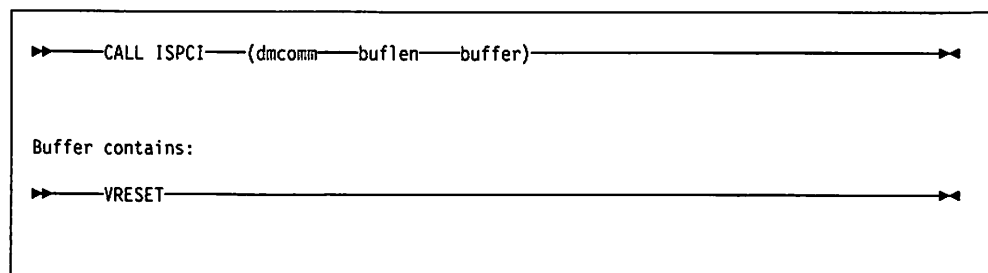 CALL ISPCI (dmcomm buflen buffer)
Buffer contains:
VRESET